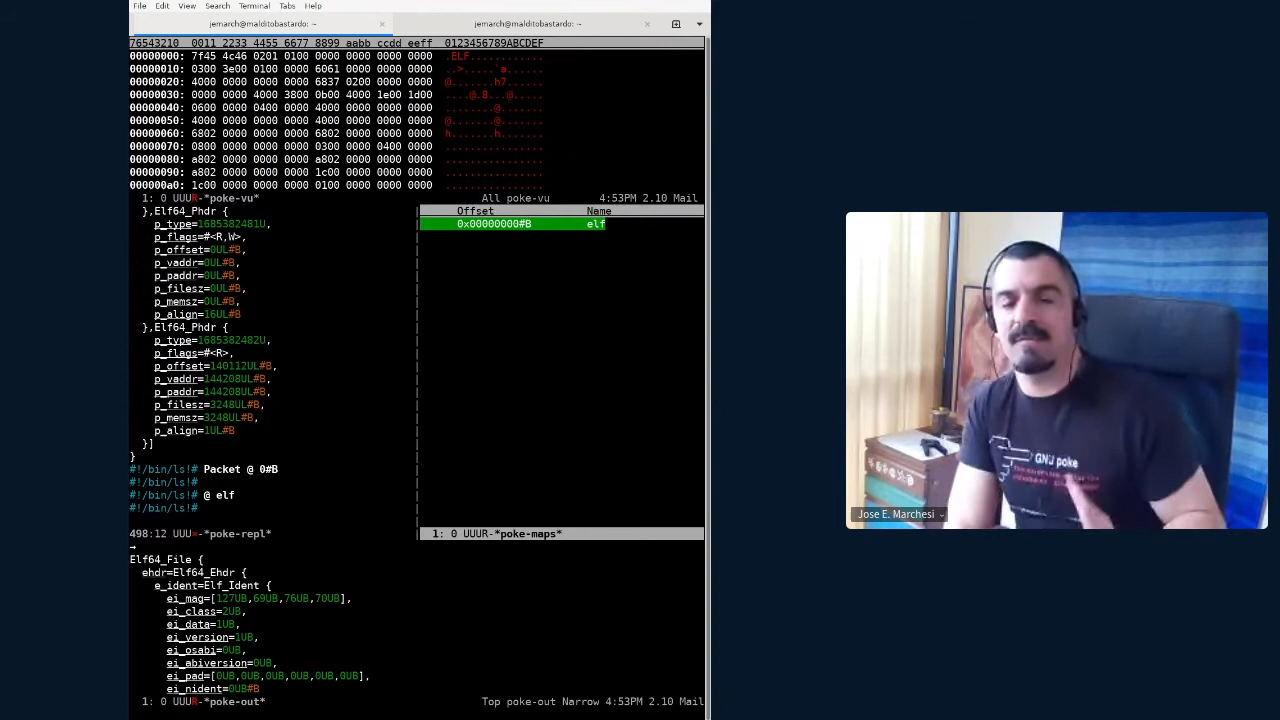 File Edit View Search Terminal Tabs Help
jemarch@malditobastardo: ~ × jemarch@malditobastardo: ~ ×
76543210 0011 2233 4455 6677 8899 aabb ccdd eeff 0123456789ABCDEF
00000000: 7f45 4c46 0201 0100 0000 0000 0000 0000 .ELF............
00000010: 0300 3e00 0100 0000 6061 0000 0000 0000 ..>.....`a......
00000020: 4000 0000 0000 0000 6837 0200 0000 0000 @.......h7......
00000030: 0000 0000 4000 3800 0b00 4000 1e00 1d00 ....@.8...@.....
00000040: 0600 0000 0400 0000 4000 0000 0000 0000 ........@.......
00000050: 4000 0000 0000 0000 4000 0000 0000 0000 @.......@.......
00000060: 6802 0000 0000 0000 6802 0000 0000 0000 h.......h.......
00000070: 0800 0000 0000 0000 0300 0000 0400 0000 ................
00000080: a802 0000 0000 0000 a802 0000 0000 0000 ................
00000090: a802 0000 0000 0000 1c00 0000 0000 0000 ................
000000a0: 1c00 0000 0000 0000 0100 0000 0000 0000 ................
1: 0 UUUR-*poke-vu* All poke-vu 4:53PM 2.10 Mail
},Elf64_Phdr {
p_type=1685382481U,
p_flags=#<R,W>,
p_offset=0UL#B,
p_vaddr=0UL#B,
p_paddr=0UL#B,
p_filesz=0UL#B,
p_memsz=0UL#B,
p_align=16UL#B
},Elf64_Phdr {
p_type=1685382482U,
p_flags=#<R>,
p_offset=140112UL#B,
p_vaddr=144208UL#B,
p_paddr=144208UL#B,
p_filesz=3248UL#B,
p_memsz=3248UL#B,
p_align=1UL#B
}]
}
#!/bin/ls!# Packet @ 0#B
#!/bin/ls!#
#!/bin/ls!# @ elf
#!/bin/ls!#
498:12 UUU×-*poke-repl*
Offset Name
0x00000000#B elf
1: 0 UUUR-*poke-maps*
→
Elf64_File {
ehdr=Elf64_Ehdr {
e_ident=Elf_Ident {
ei_mag=[127UB,69UB,76UB,70UB],
ei_class=2UB,
ei_data=1UB,
ei_version=1UB,
ei_osabi=0UB,
ei_abiversion=0UB,
ei_pad=[0UB,0UB,0UB,0UB,0UB,0UB],
ei_nident=0UB#B
1: 0 UUUR-*poke-out* Top poke-out Narrow 4:53PM 2.10 Mail
GNU poke
Jose E. Marchesi